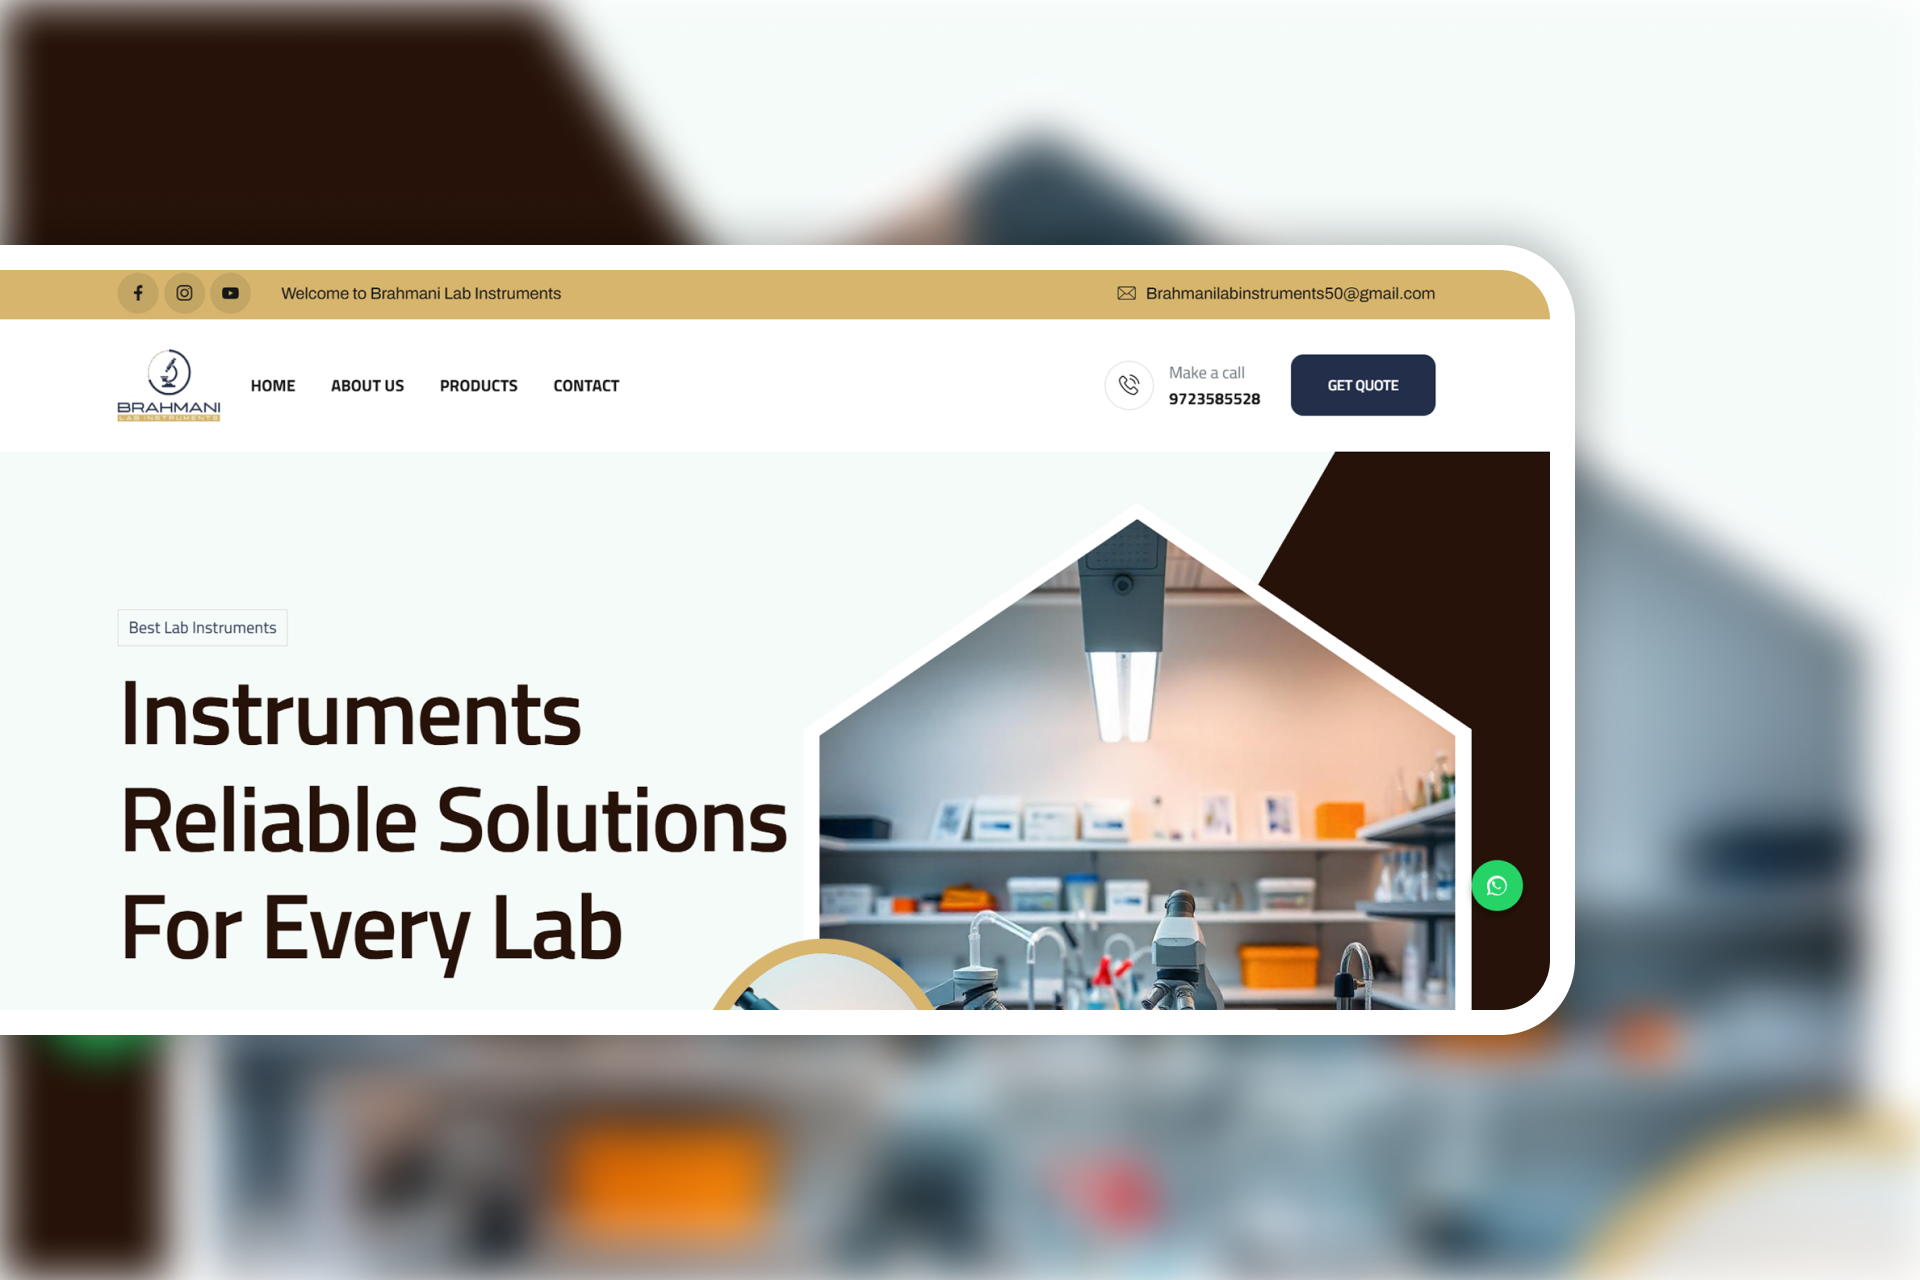 Welcome to Brahmani Lab Instruments
Brahmanilabinstruments50@gmail.com
BRAHMANI
LAB INSTRUMENTS
HOME
ABOUT US
PRODUCTS
CONTACT
Make a call
9723585528
GET QUOTE
Best Lab Instruments
Instruments
Reliable Solutions
For Every Lab